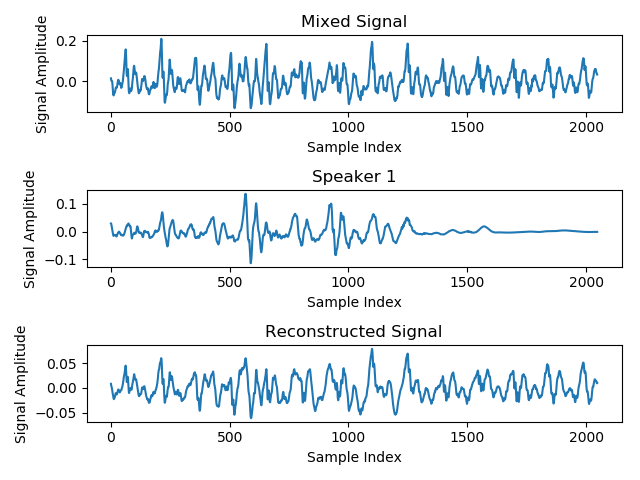 Mixed Signal
Signal Amplitude
0.2
0.0
0 500 1000 1500 2000
Sample Index
Speaker 1
Signal Amplitude
0.1
0.0
−0.1
0 500 1000 1500 2000
Sample Index
Reconstructed Signal
Signal Amplitude
0.05
0.00
−0.05
0 500 1000 1500 2000
Sample Index